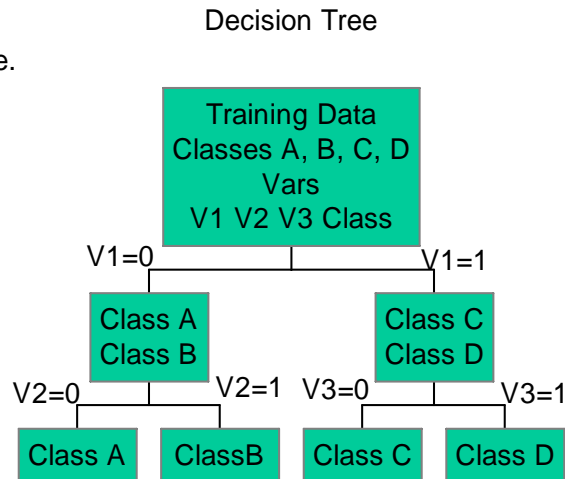 Decision Tree
e.
Training Data
Classes A, B, C, D
Vars
V1 V2 V3 Class
V1=0
V1=1
Class A
Class B
Class C
Class D
V2=0
V2=1
V3=0
V3=1
Class A
ClassB
Class C
Class D